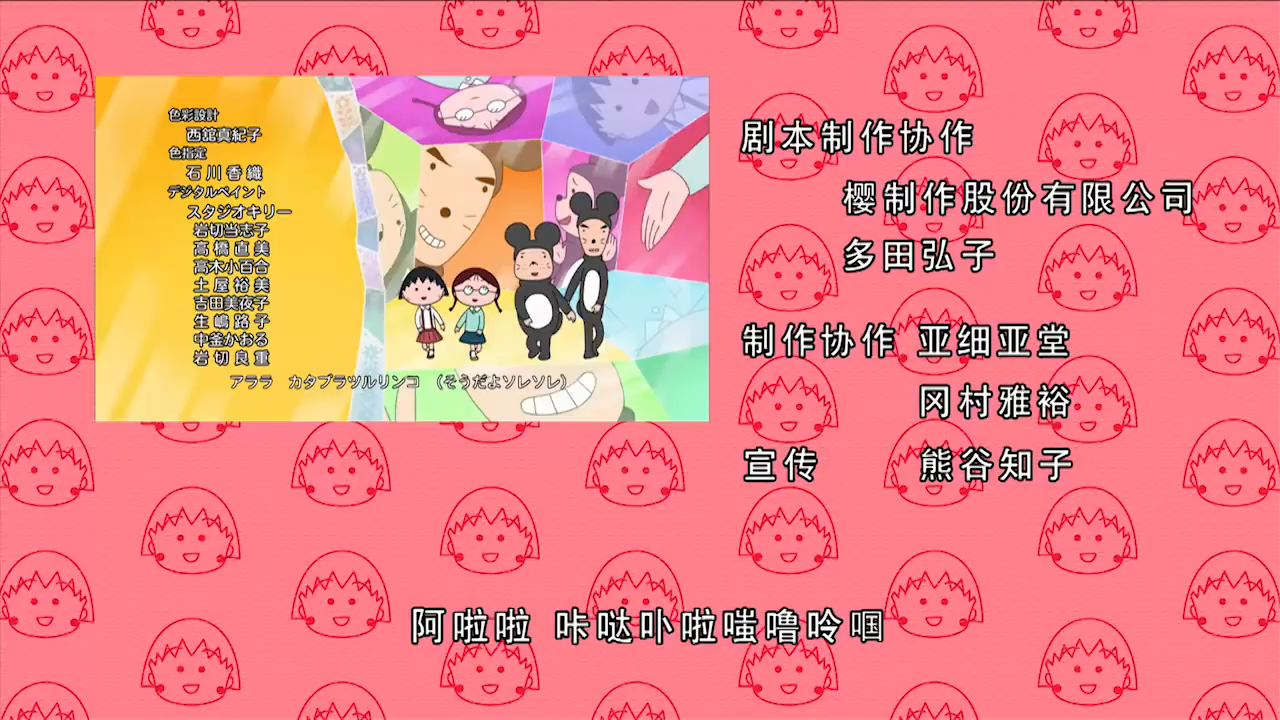 色彩設計
西舘真紀子
色指定
石川香織
デジタルペイント
スタジオキリー
岩切当志子
高橋直美
高木小百合
土屋裕美
吉田美夜子
生嶋路子
中釜かおる
岩切良重
アララ カタブラツルリンコ (そうだよソレソレ)
剧本制作协作
樱制作股份有限公司
多田弘子
制作协作 亚细亚堂
冈村雅裕
宣传 熊谷知子
阿啦啦 咔哒卟啦嗤噜呤啯